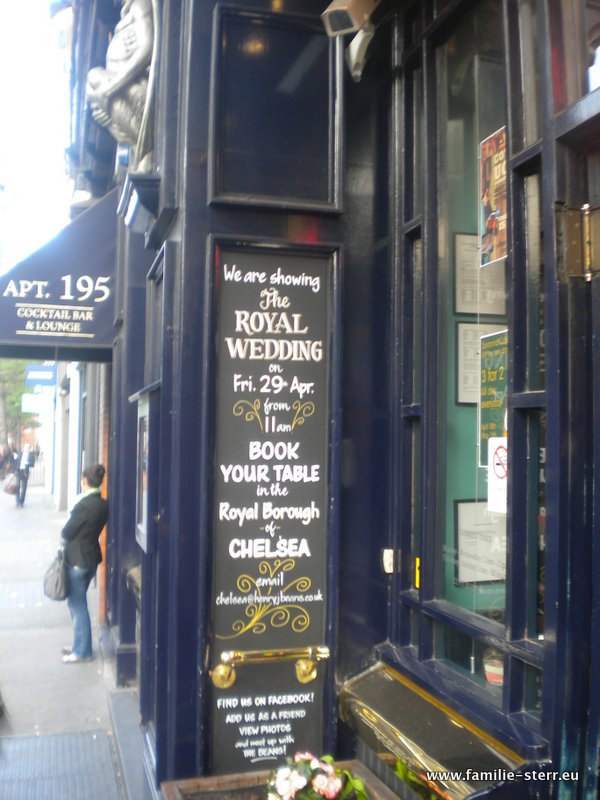 APT. 195
COCKTAIL BAR
& LOUNGE
We are showing
The
ROYAL
WEDDING
on
Fri. 29th Apr.
from
11am
BOOK
YOUR TABLE
in the
Royal Borough
of
CHELSEA
email
chelsea@henryjbeans.co.uk
FIND US ON FACEBOOK!
ADD US AS A FRIEND
VIEW PHOTOS
and meet up with
THE BEANS!
3 for 2
www.familie-sterr.eu